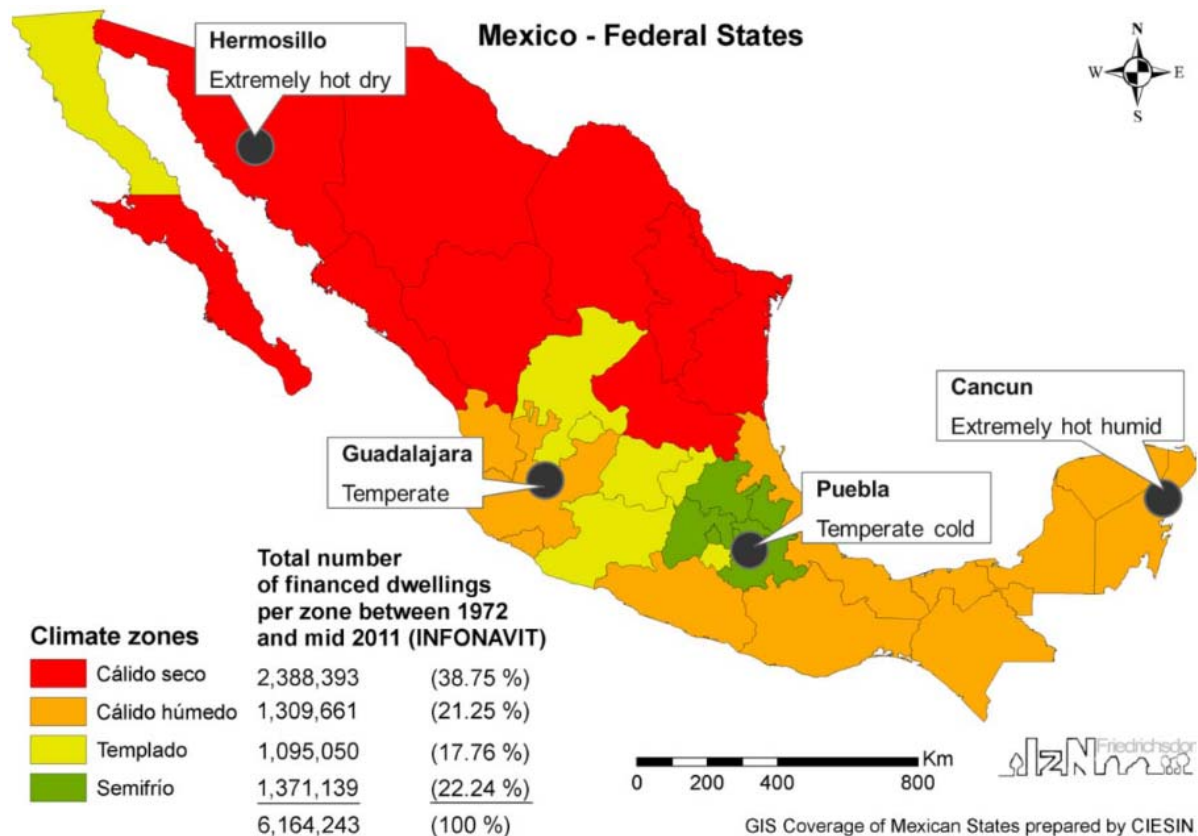 Mexico - Federal States
N
W E
S
Hermosillo
Extremely hot dry
Cancun
Extremely hot humid
Guadalajara
Temperate
Puebla
Temperate cold
Total number
of financed dwellings
per zone between 1972
and mid 2011 (INFONAVIT)
Climate zones
Cálido seco 2,388,393 (38.75 %)
Cálido húmedo 1,309,661 (21.25 %)
Templado 1,095,050 (17.76 %)
Semifrío 1,371,139 (22.24 %)
6,164,243 (100 %)
Km
0 200 400 800
IzN Friedrichsdorf
GIS Coverage of Mexican States prepared by CIESIN